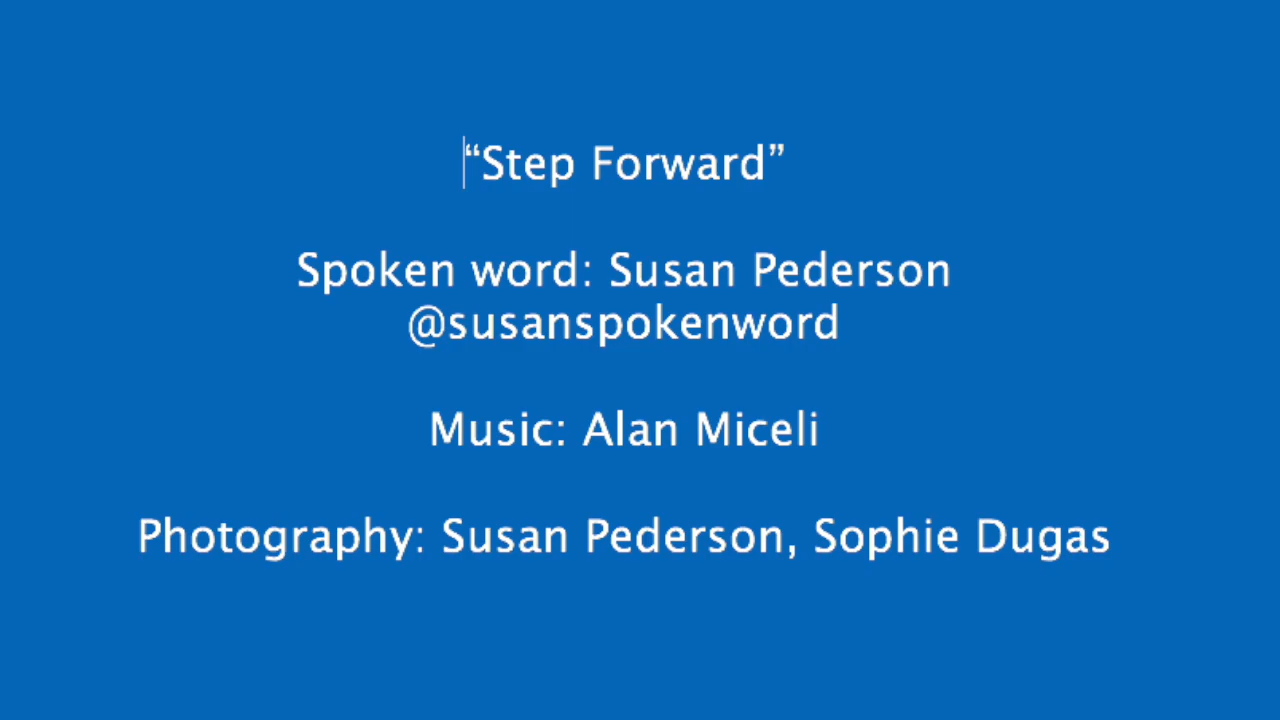 “Step Forward”
Spoken word: Susan Pederson
@susanspokenword
Music: Alan Miceli
Photography: Susan Pederson, Sophie Dugas